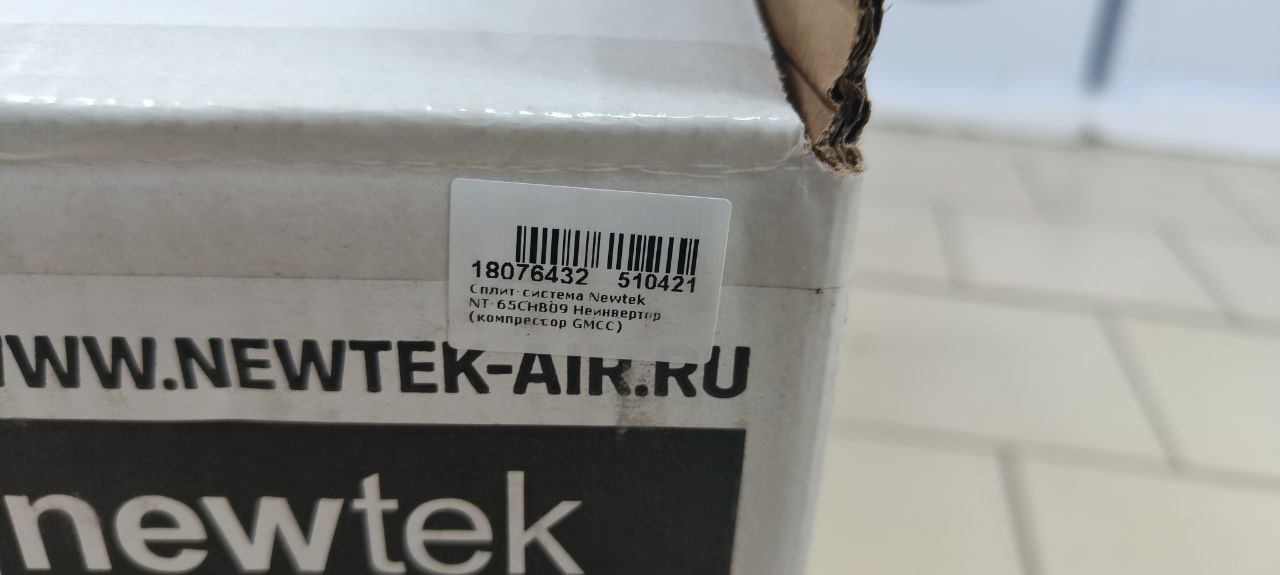 18076432 510421
Сплит-система Newtek
NT-65CHB09 Неинвертор
(компрессор GMCC)
WWW.NEWTEK-AIR.RU
newtek